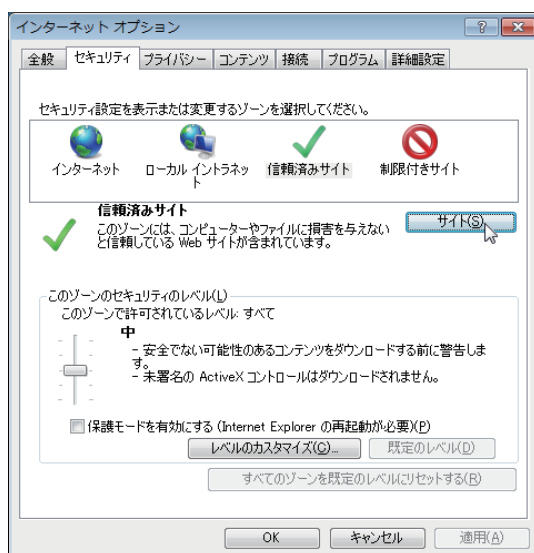 インターネット オプション
全般 セキュリティ プライバシー コンテンツ 接続 プログラム 詳細設定
セキュリティ設定を表示または変更するゾーンを選択してください。
インターネット ローカル イントラネッ 信頼済みサイト 制限付きサイト
ト
信頼済みサイト
このゾーンには、コンピューターやファイルに損害を与えない
と信頼している Web サイトが含まれています。
サイト(S)
このゾーンのセキュリティのレベル(L)
このゾーンで許可されているレベル: すべて
中
- 安全でない可能性のあるコンテンツをダウンロードする前に警告しま
す。
- 未署名の ActiveX コントロールはダウンロードされません。
保護モードを有効にする (Internet Explorer の再起動が必要)(P)
レベルのカスタマイズ(C)... 既定のレベル(D)
すべてのゾーンを既定のレベルにリセットする(R)
OK キャンセル 適用(A)